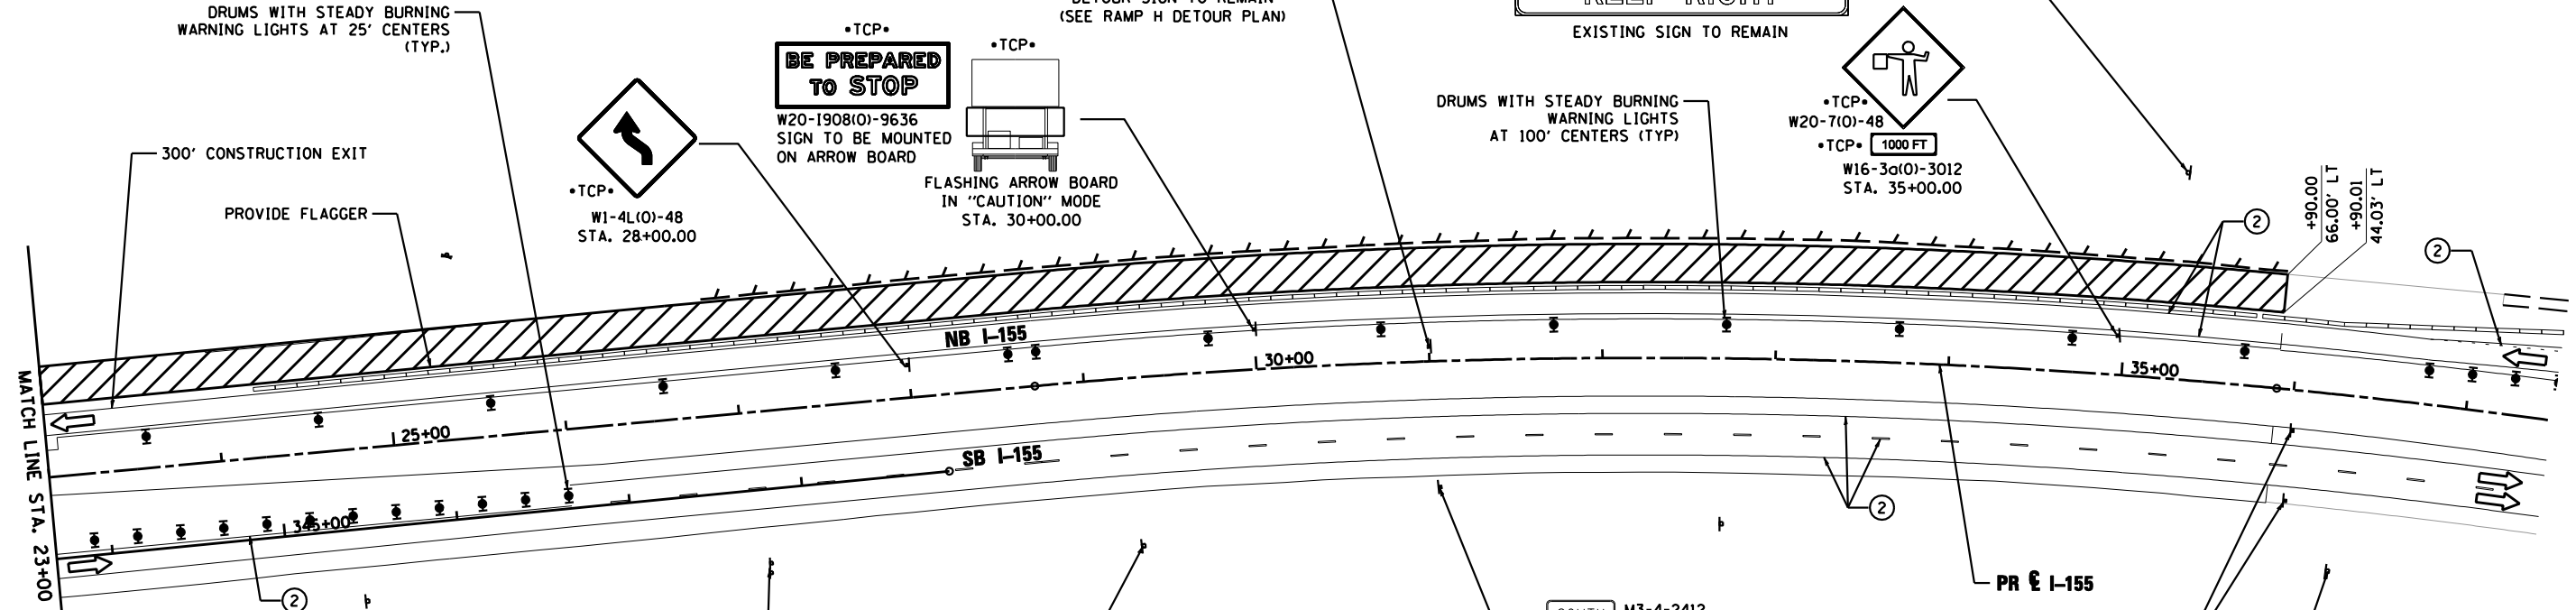 DRUMS WITH STEADY BURNING
WARNING LIGHTS AT 25' CENTERS
(TYP.)
300' CONSTRUCTION EXIT
PROVIDE FLAGGER
•TCP•
W1-4L(O)-48
STA. 28+00.00
•TCP•
BE PREPARED
TO STOP
W20-I908(O)-9636
SIGN TO BE MOUNTED
ON ARROW BOARD
•TCP•
FLASHING ARROW BOARD
IN "CAUTION" MODE
STA. 30+00.00
DETOUR SIGN TO REMAIN
(SEE RAMP H DETOUR PLAN)
KEEP RIGHT
EXISTING SIGN TO REMAIN
DRUMS WITH STEADY BURNING
WARNING LIGHTS
AT 100' CENTERS (TYP)
•TCP•
W20-7(O)-48
•TCP• 1000 FT
W16-3a(O)-3012
STA. 35+00.00
+90.00
66.00' LT
+90.01
44.03' LT
2
2
NB I-155
30+00
35+00
25+00
SB I-155
345+00
MATCH LINE STA. 23+00
2
2
PR ℄ I-155
M3-4-2412